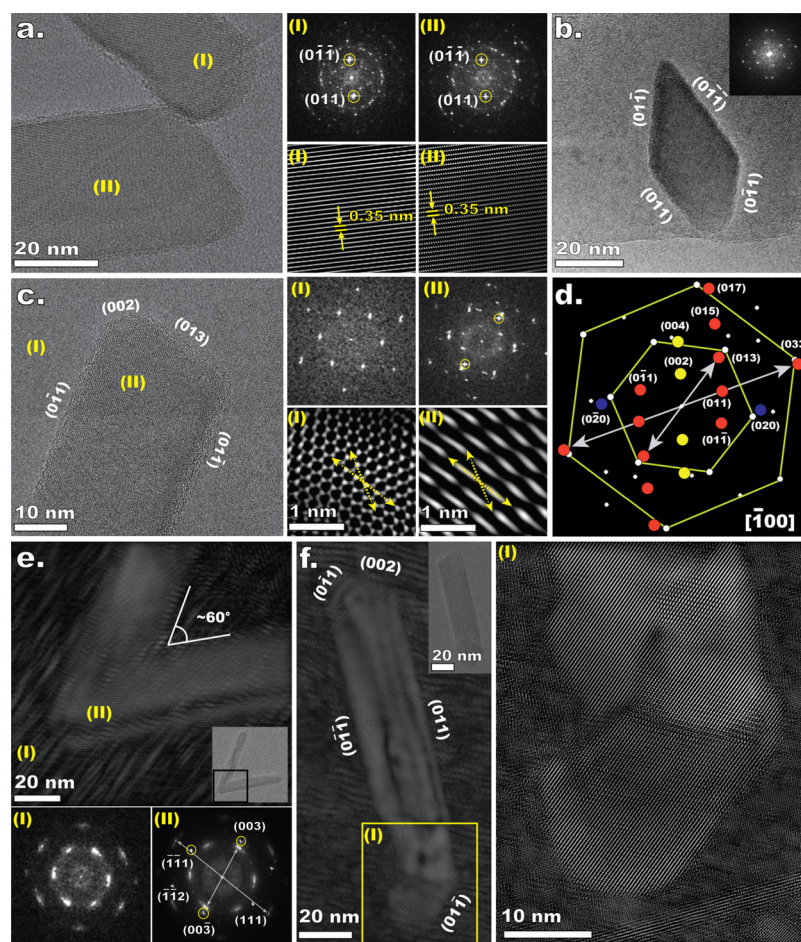 a.
(I)
(II)
20 nm
(I)
(01̄1̄)
(011)
(II)
(01̄1̄)
(011)
(I)
0.35 nm
(II)
0.35 nm
b.
(011̄)
(01̄1̄)
(011)
(01̄1)
20 nm
c.
(I)
(002)
(013)
(II)
(01̄1)
(011̄)
10 nm
(I)
(II)
(I)
1 nm
(II)
1 nm
d.
(017)
(015)
(004)
(033
(013)
(002)
(01̄1)
(011)
(02̄0)
(020)
(011̄)
[1̄00]
e.
~60°
(II)
(I)
20 nm
(I)
(II)
(003)
(1̄1̄1)
(1̄1̄2)
(111)
(003̄)
f.
(01̄1)
(002)
20 nm
(01̄1̄)
(011)
(I)
(011̄)
20 nm
(I)
10 nm